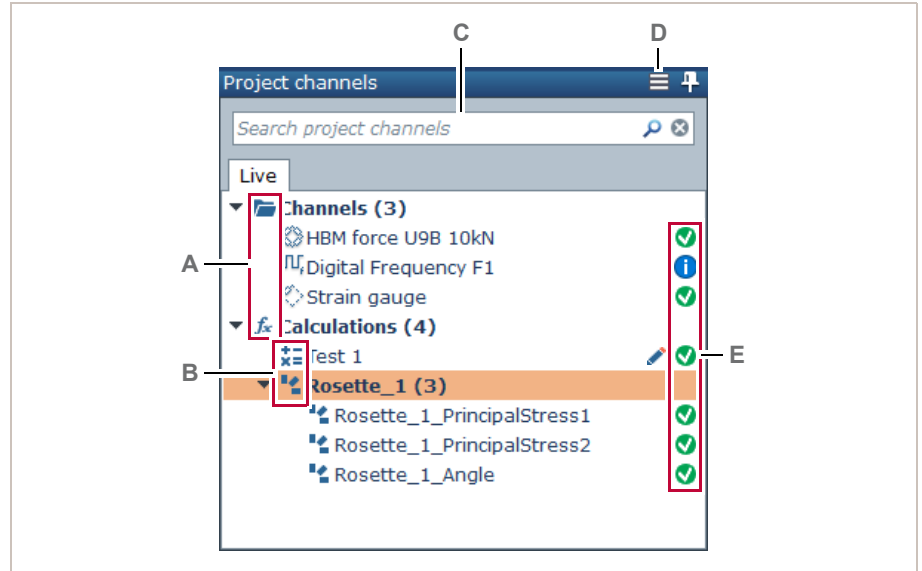 C D
Project channels
Search project channels
Live
Channels (3)
HBM force U9B 10kN
A
Digital Frequency F1
Strain gauge
fx Calculations (4)
Test 1
E
B
Rosette_1 (3)
Rosette_1_PrincipalStress1
Rosette_1_PrincipalStress2
Rosette_1_Angle